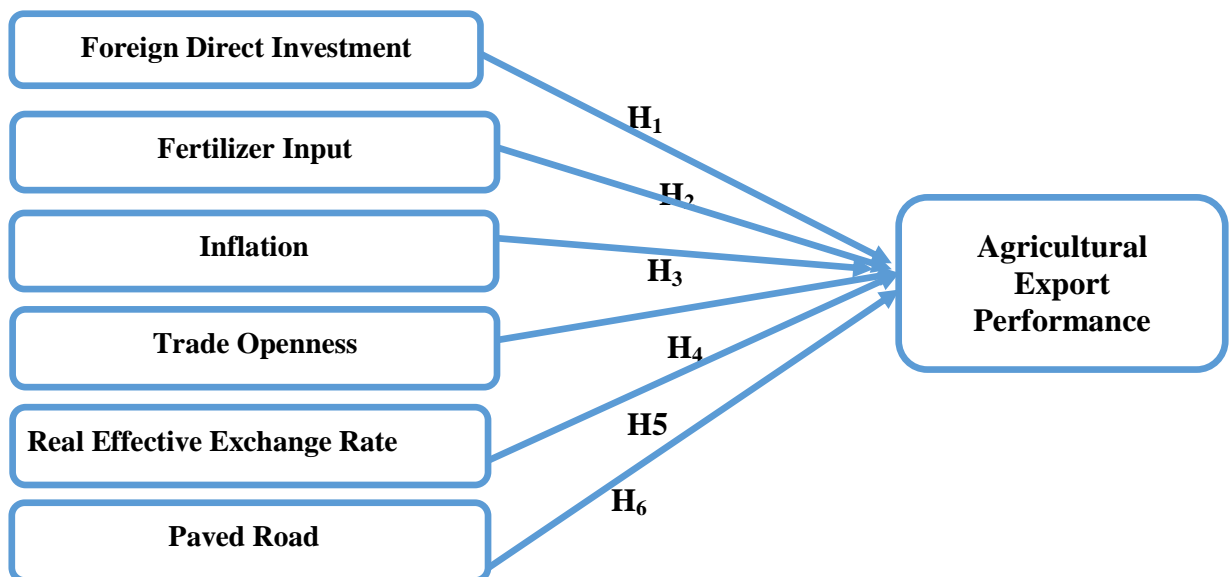 Foreign Direct Investment
H₁
Fertilizer Input
H₂
Inflation
H₃
Agricultural
Export
Performance
Trade Openness
H₄
Real Effective Exchange Rate
H5
H₆
Paved Road